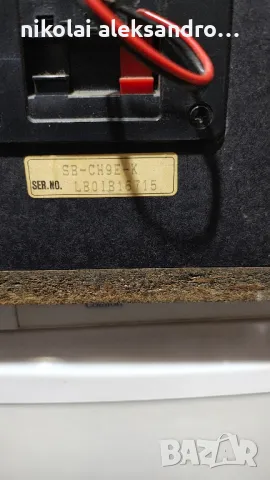 nikolai aleksandro...
SB-CH9E-K
SER.NO. LB01B16715
BAZAR